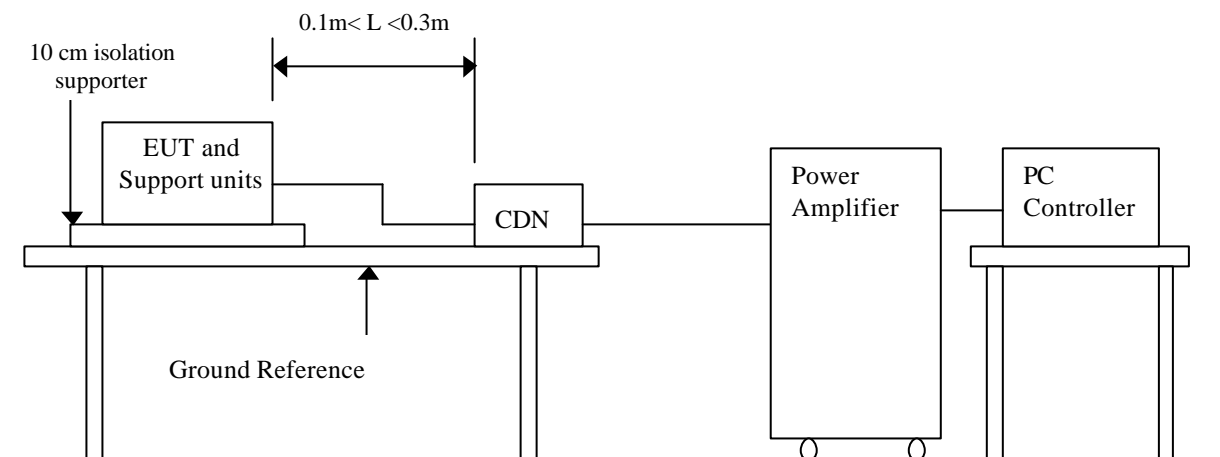 0.1m< L <0.3m
10 cm isolation
supporter
EUT and
Support units
CDN
Power
Amplifier
PC
Controller
Ground Reference